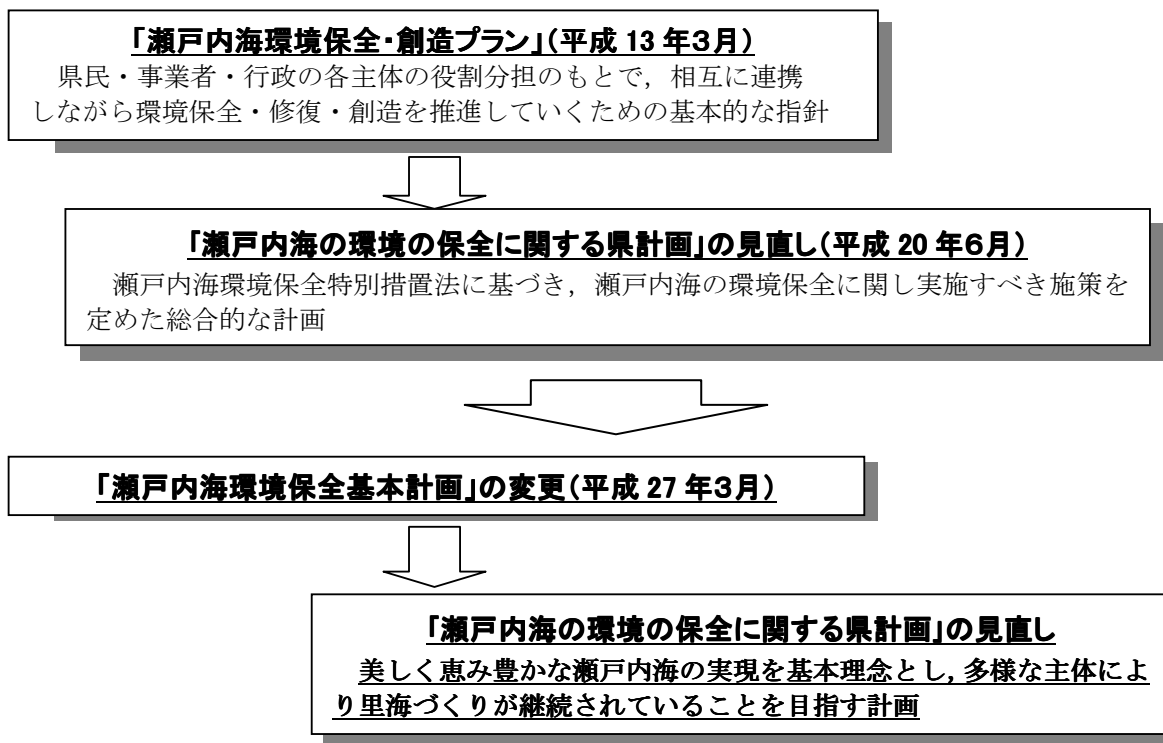 「瀬戸内海環境保全・創造プラン」(平成 13 年3月)
県民・事業者・行政の各主体の役割分担のもとで，相互に連携
しながら環境保全・修復・創造を推進していくための基本的な指針
「瀬戸内海の環境の保全に関する県計画」の見直し(平成 20 年6月)
瀬戸内海環境保全特別措置法に基づき，瀬戸内海の環境保全に関し実施すべき施策を
定めた総合的な計画
「瀬戸内海環境保全基本計画」の変更(平成 27 年3月)
「瀬戸内海の環境の保全に関する県計画」の見直し
美しく恵み豊かな瀬戸内海の実現を基本理念とし，多様な主体によ
り里海づくりが継続されていることを目指す計画